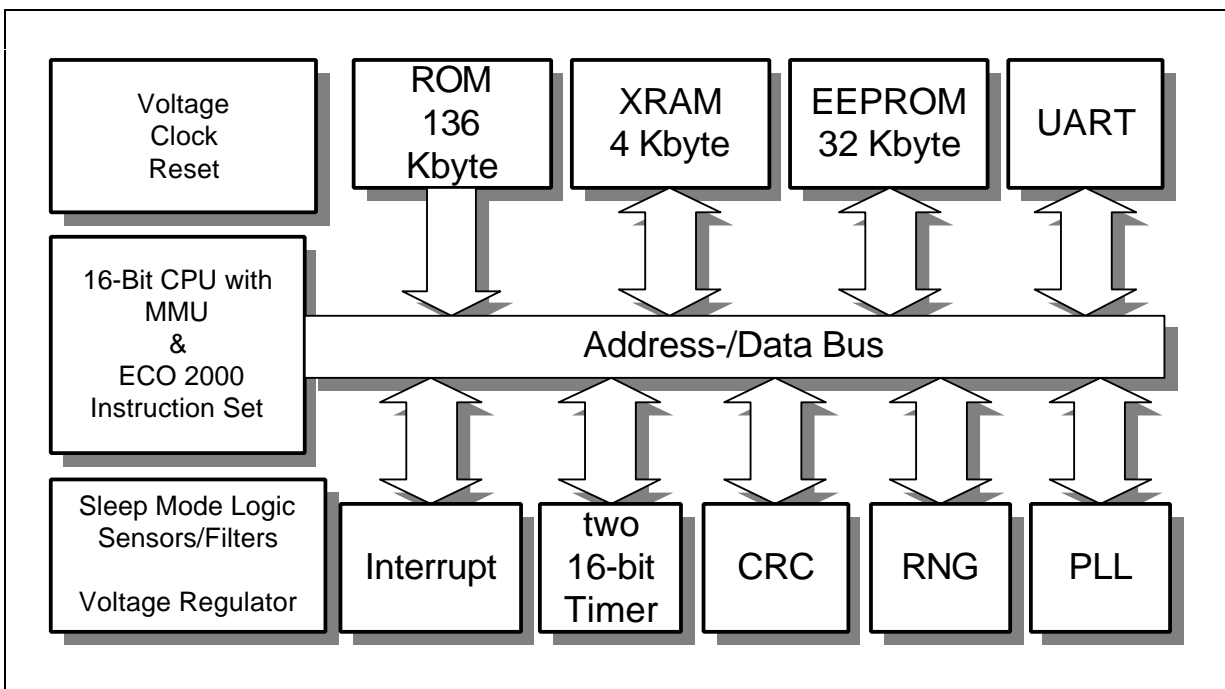 Voltage
Clock
Reset
ROM
136
Kbyte
XRAM
4 Kbyte
EEPROM
32 Kbyte
UART
16-Bit CPU with
MMU
&
ECO 2000
Instruction Set
Address-/Data Bus
Sleep Mode Logic
Sensors/Filters
Voltage Regulator
Interrupt
two
16-bit
Timer
CRC
RNG
PLL